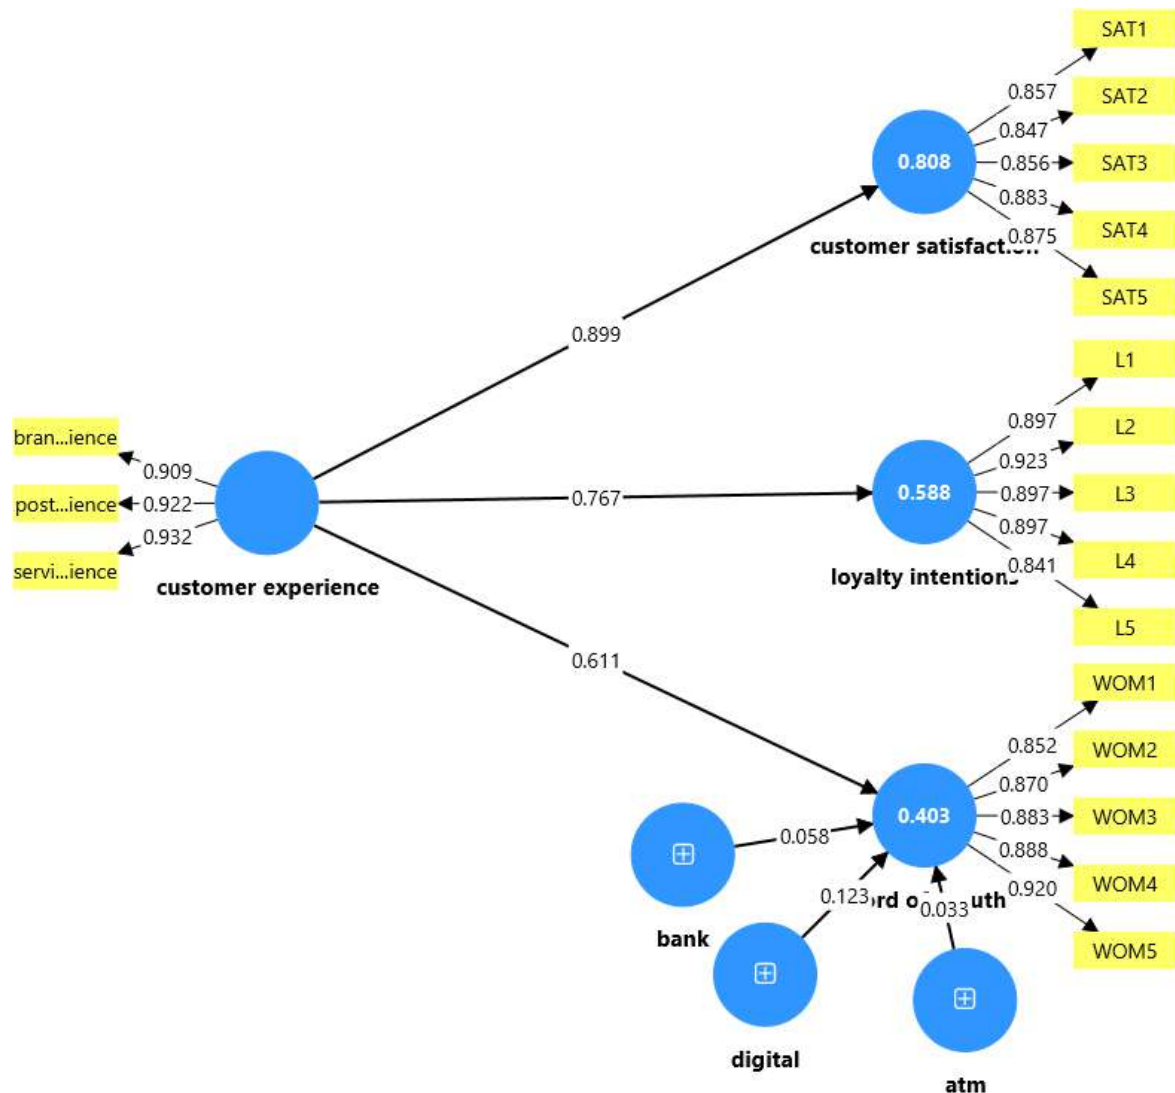 SAT1
0.857
SAT2
0.847
0.808
0.856
SAT3
0.883
SAT4
customer satisfact
0.875
SAT5
0.899
L1
0.897
bran...ience
L2
0.909
0.923
post...ience
0.922
0.767
0.588
0.897
L3
0.932
0.897
servi...ience
L4
customer experience
loyalty intentions
0.841
L5
0.611
WOM1
0.852
WOM2
0.870
0.403
0.883
WOM3
0.058
0.888
WOM4
0.920
0.123
0.033
bank
WOM5
digital
atm